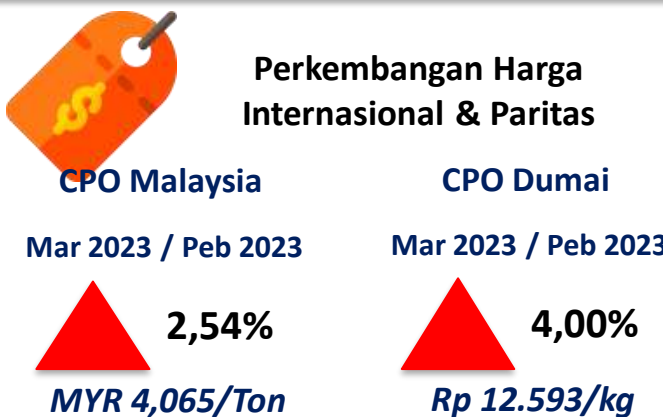 $
Perkembangan Harga
Internasional & Paritas
CPO Malaysia
Mar 2023 / Peb 2023
2,54%
MYR 4,065/Ton
CPO Dumai
Mar 2023 / Peb 2023
4,00%
Rp 12.593/kg